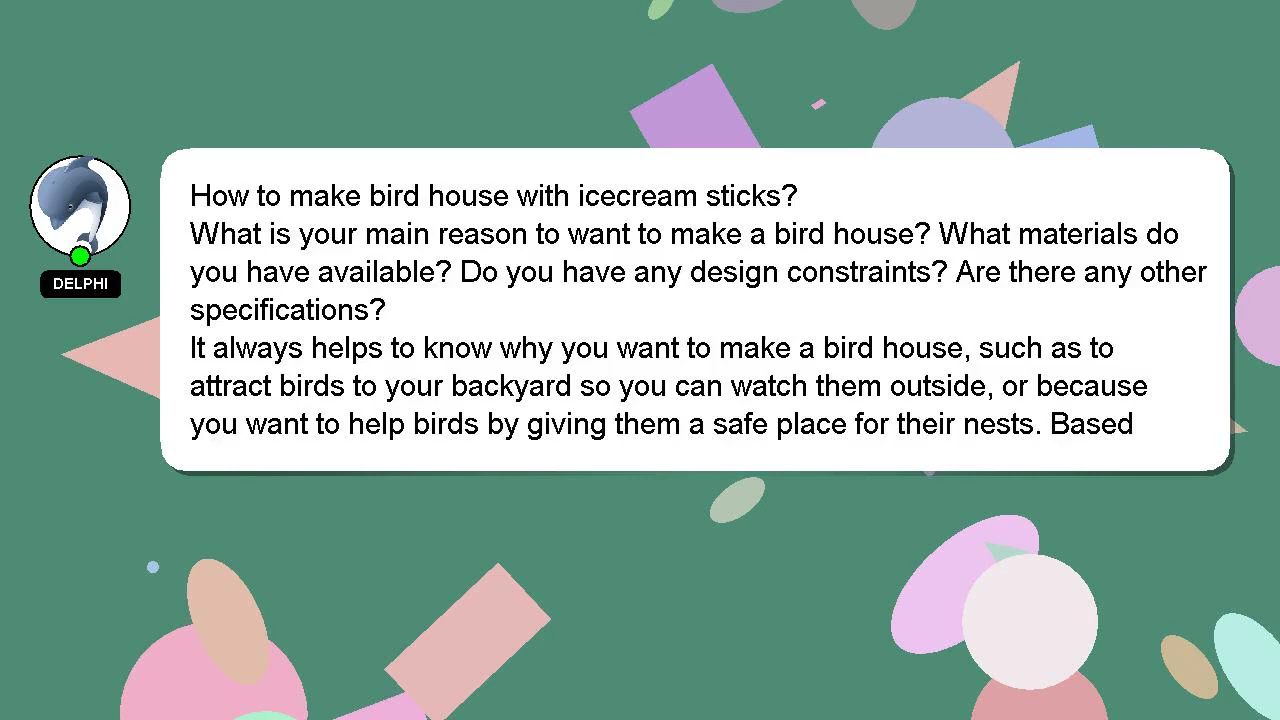 How to make bird house with icecream sticks?
What is your main reason to want to make a bird house? What materials do
you have available? Do you have any design constraints? Are there any other
specifications?
It always helps to know why you want to make a bird house, such as to
attract birds to your backyard so you can watch them outside, or because
you want to help birds by giving them a safe place for their nests. Based
DELPHI